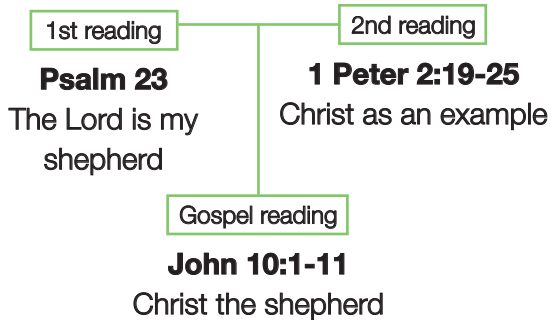 1st reading
2nd reading
Psalm 23
The Lord is my
shepherd
1 Peter 2:19-25
Christ as an example
Gospel reading
John 10:1-11
Christ the shepherd